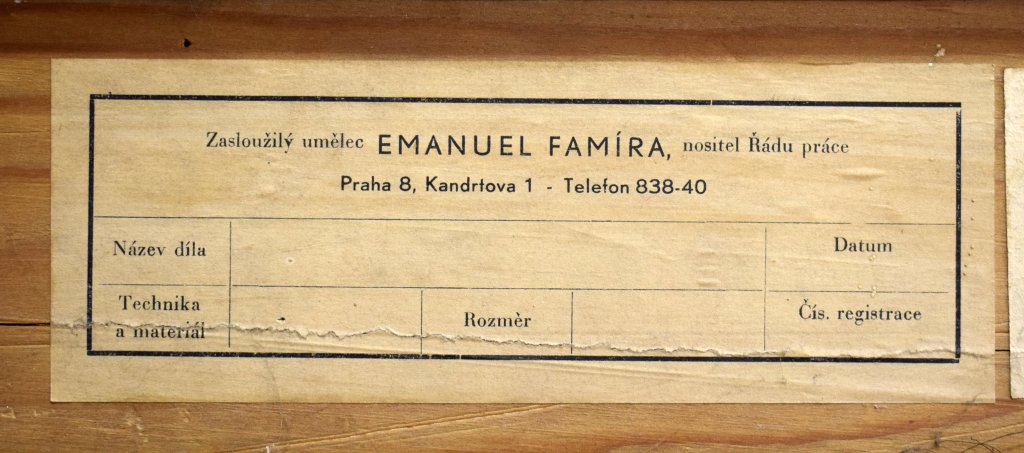 Zasloužilý umělec EMANUEL FAMÍRA, nositel Řádu práce
Praha 8, Kandrtova 1 - Telefon 838-40
Název díla
Datum
Technika
a materiál
Rozměr
Čís. registrace